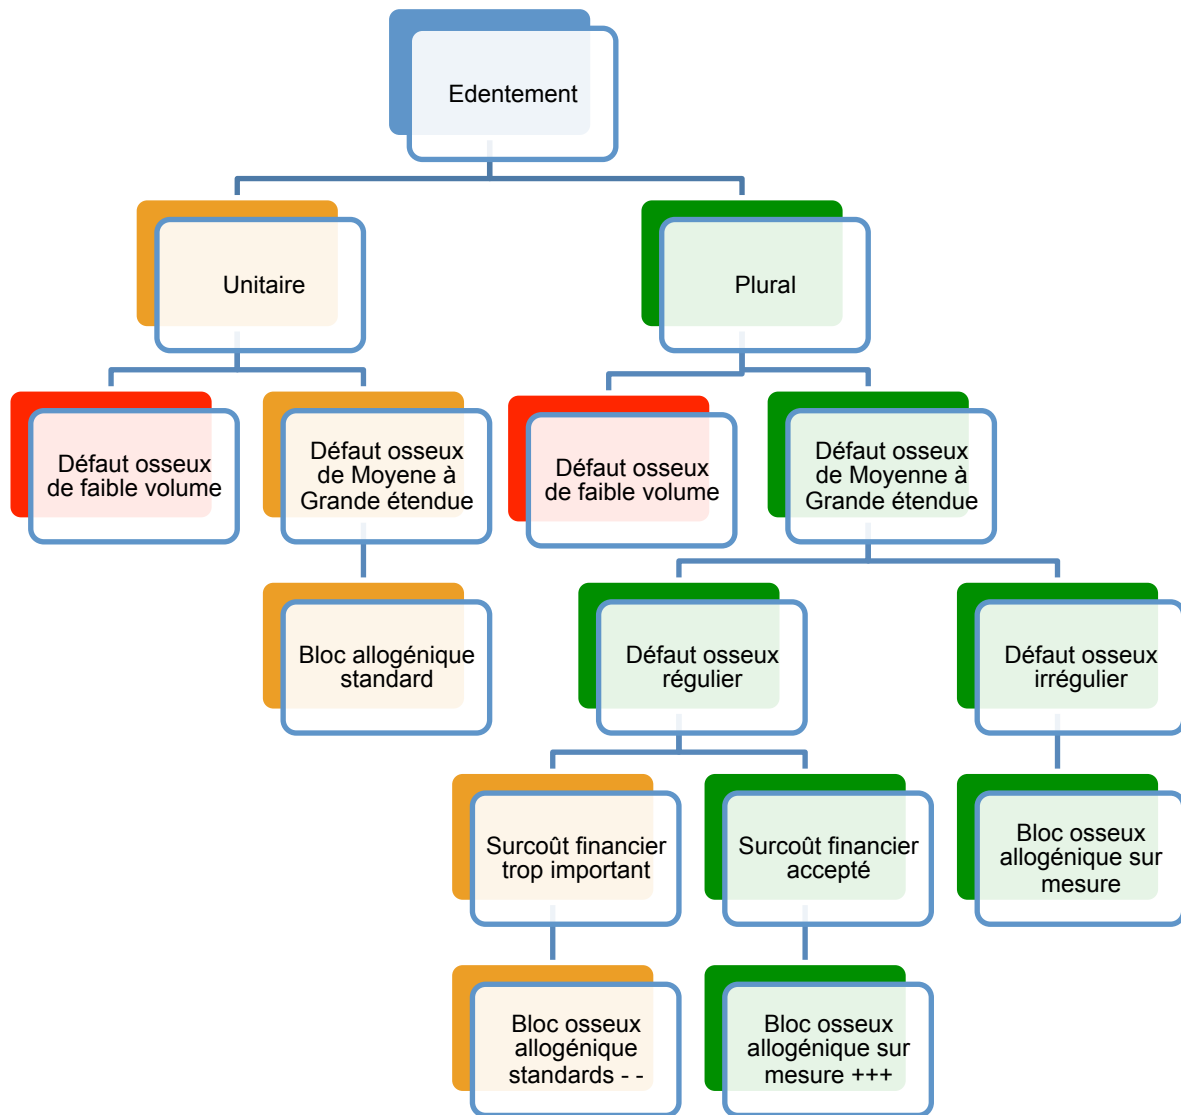 Edentement
Unitaire
Plural
Défaut osseux
de faible volume
Défaut osseux
de Moyene à
Grande étendue
Défaut osseux
de faible volume
Défaut osseux
de Moyenne à
Grande étendue
Bloc allogénique
standard
Défaut osseux
régulier
Défaut osseux
irrégulier
Surcoût financier
trop important
Surcoût financier
accepté
Bloc osseux
allogénique sur
mesure
Bloc osseux
allogénique
standards - -
Bloc osseux
allogénique sur
mesure +++